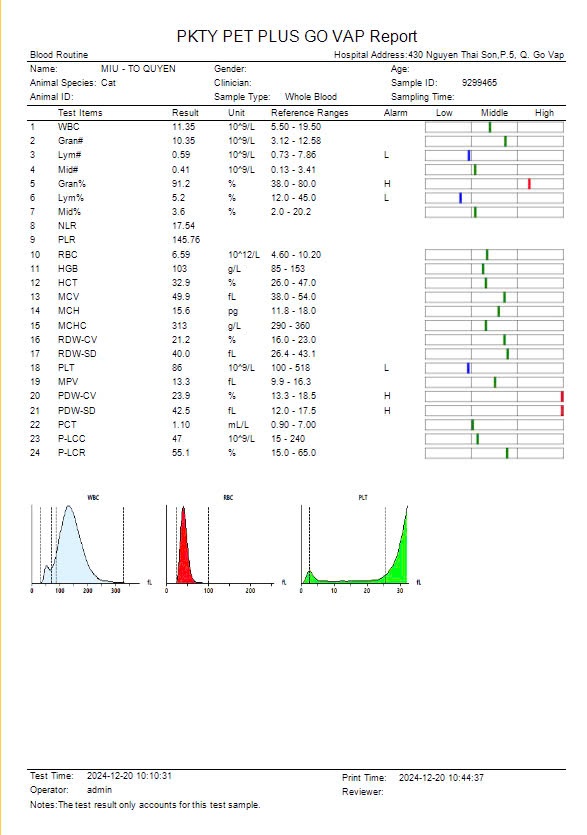 PKTY PET PLUS GO VAP Report
Blood Routine Hospital Address:430 Nguyen Thai Son,P.5, Q. Go Vap
Name: MIU - TO QUYEN Gender: Age:
Animal Species: Cat Clinician: Sample ID: 9299465
Animal ID: Sample Type: Whole Blood Sampling Time:
Test Items Result Unit Reference Ranges Alarm Low Middle High
1 WBC 11.35 10^9/L 5.50 - 19.50
2 Gran# 10.35 10^9/L 3.12 - 12.58
3 Lym# 0.59 10^9/L 0.73 - 7.86 L
4 Mid# 0.41 10^9/L 0.13 - 3.41
5 Gran% 91.2 % 38.0 - 80.0 H
6 Lym% 5.2 % 12.0 - 45.0 L
7 Mid% 3.6 % 2.0 - 20.2
8 NLR 17.54
9 PLR 145.76
10 RBC 6.59 10^12/L 4.60 - 10.20
11 HGB 103 g/L 85 - 153
12 HCT 32.9 % 26.0 - 47.0
13 MCV 49.9 fL 38.0 - 54.0
14 MCH 15.6 pg 11.8 - 18.0
15 MCHC 313 g/L 290 - 360
16 RDW-CV 21.2 % 16.0 - 23.0
17 RDW-SD 40.0 fL 26.4 - 43.1
18 PLT 86 10^9/L 100 - 518 L
19 MPV 13.3 fL 9.9 - 16.3
20 PDW-CV 23.9 % 13.3 - 18.5 H
21 PDW-SD 42.5 fL 12.0 - 17.5 H
22 PCT 1.10 mL/L 0.90 - 7.00
23 P-LCC 47 10^9/L 15 - 240
24 P-LCR 55.1 % 15.0 - 65.0
WBC RBC PLT
0 100 200 300 fL 0 100 200 fL 0 10 20 30 fL
Test Time: 2024-12-20 10:10:31 Print Time: 2024-12-20 10:44:37
Operator: admin Reviewer:
Notes:The test result only accounts for this test sample.